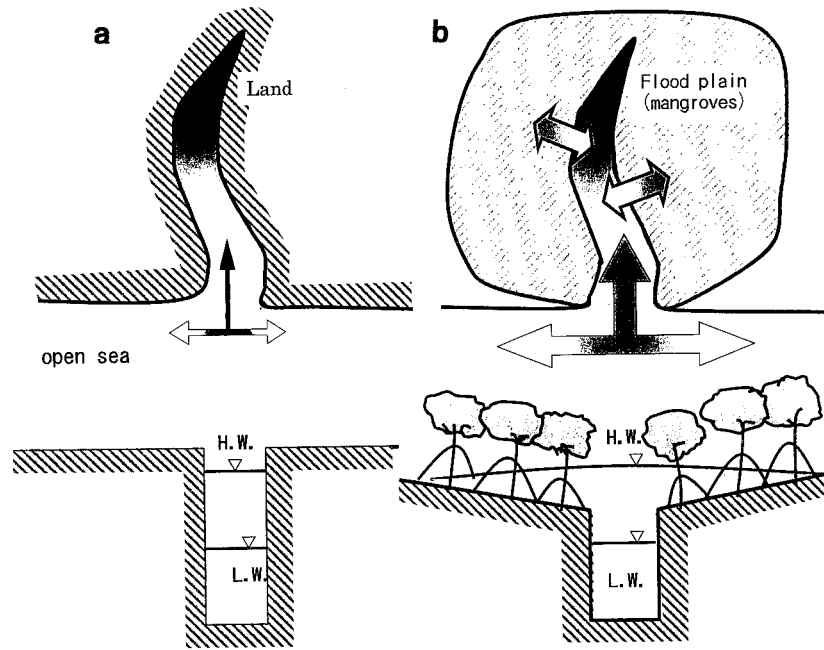 a
Land
open sea
H.W.
L.W.
b
Flood plain
(mangroves)
H.W.
L.W.